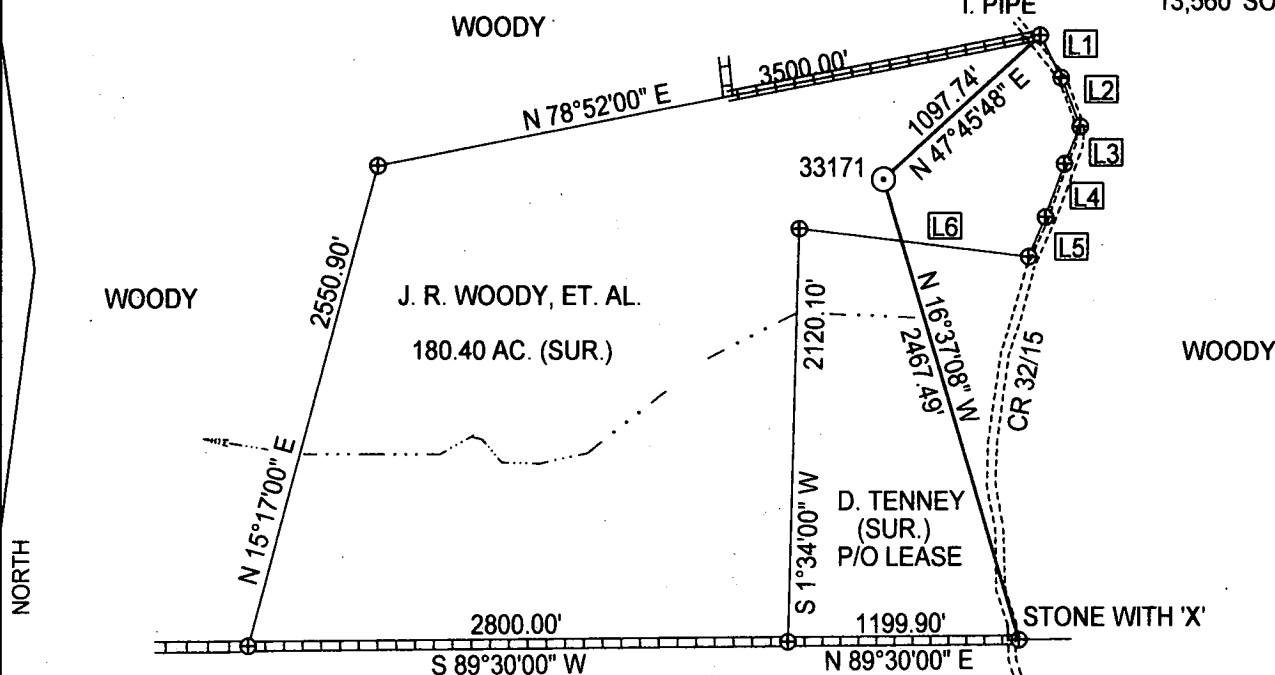 I. PIPE
13,560 SO
WOODY
L1
3500.00'
L2
N 78°52'00" E
1097.74'
N 47°45'48" E
L3
33171
L4
L6
L5
2550.90'
WOODY
J. R. WOODY, ET. AL.
180.40 AC. (SUR.)
2120.10'
N 16°37'08" W
2467.49'
CR 32/15
WOODY
N 15°17'00" E
S 1°34'00" W
D. TENNEY
(SUR.)
P/O LEASE
NORTH
2800.00'
1199.90'
STONE WITH 'X'
S 89°30'00" W
N 89°30'00" E